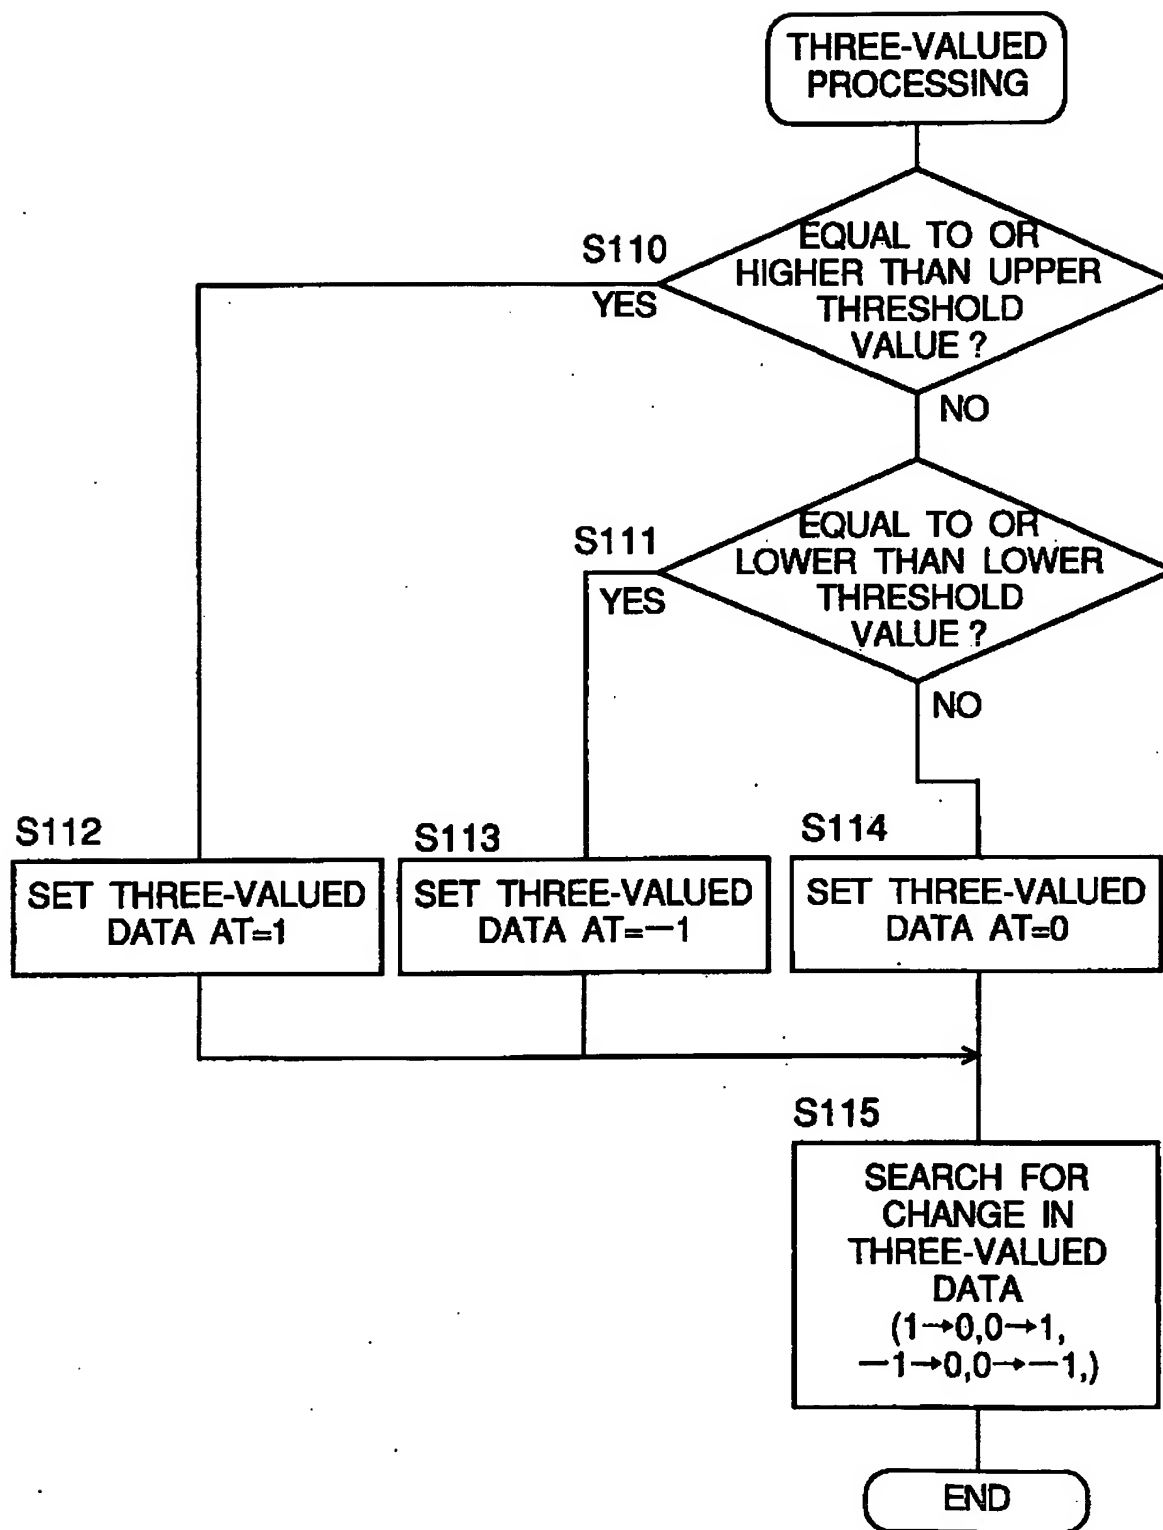 THREE-VALUED
PROCESSING
S110
EQUAL TO OR
HIGHER THAN UPPER
THRESHOLD
VALUE?
YES
NO
S111
EQUAL TO OR
LOWER THAN LOWER
THRESHOLD
VALUE?
YES
NO
S112
SET THREE-VALUED
DATA AT=1
S113
SET THREE-VALUED
DATA AT=—1
S114
SET THREE-VALUED
DATA AT=0
S115
SEARCH FOR
CHANGE IN
THREE-VALUED
DATA
(1→0,0→1,
—1→0,0→—1,)
END